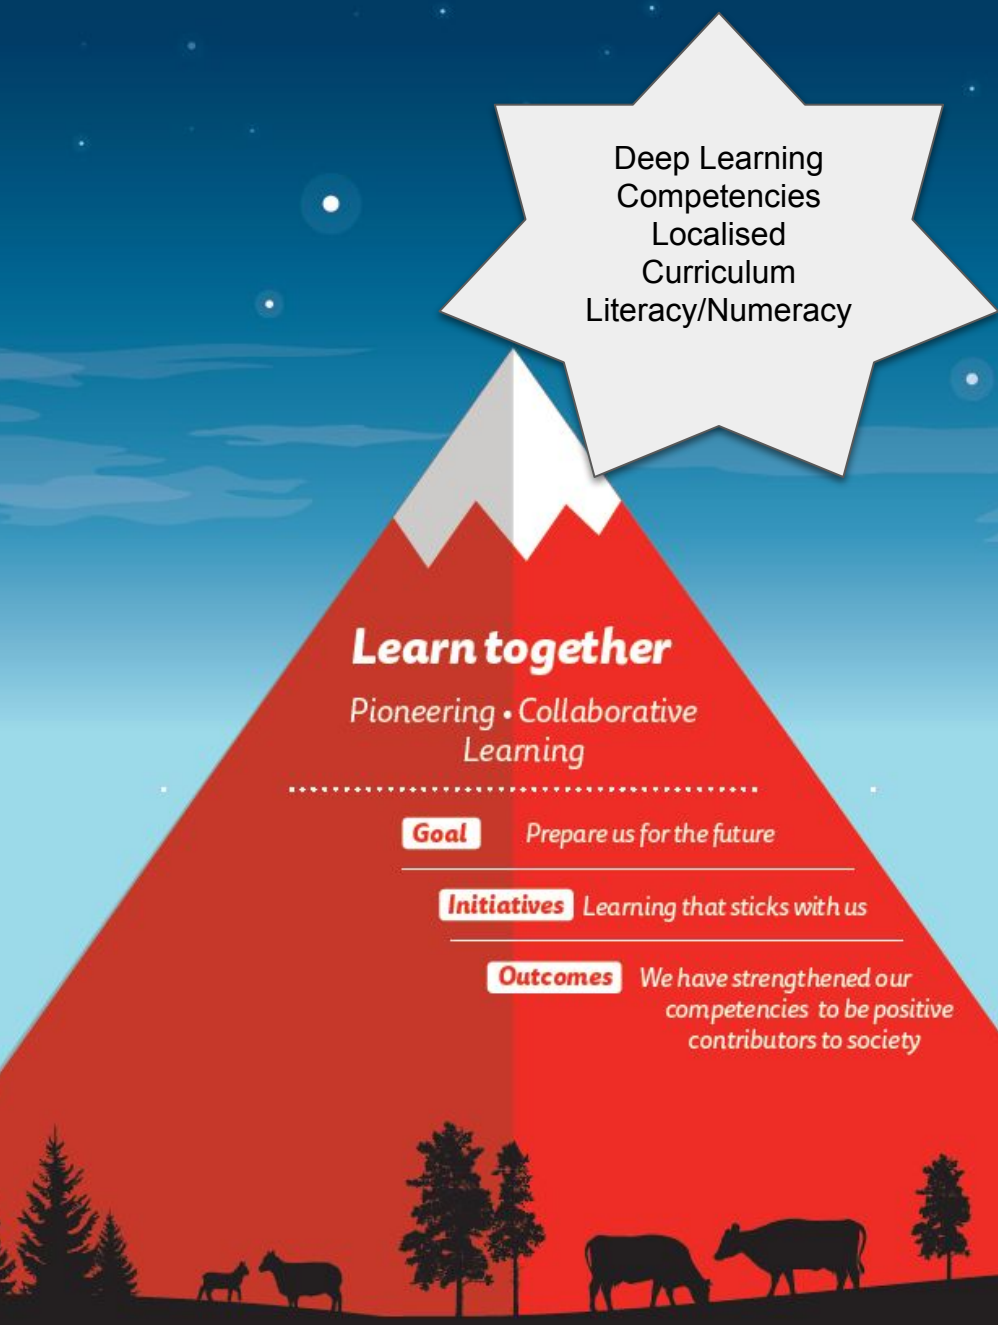 Deep Learning
Competencies
Localised
Curriculum
Literacy/Numeracy
Learn together
Pioneering • Collaborative
Learning
Goal Prepare us for the future
Initiatives Learning that sticks with us
Outcomes We have strengthened our
competencies to be positive
contributors to society